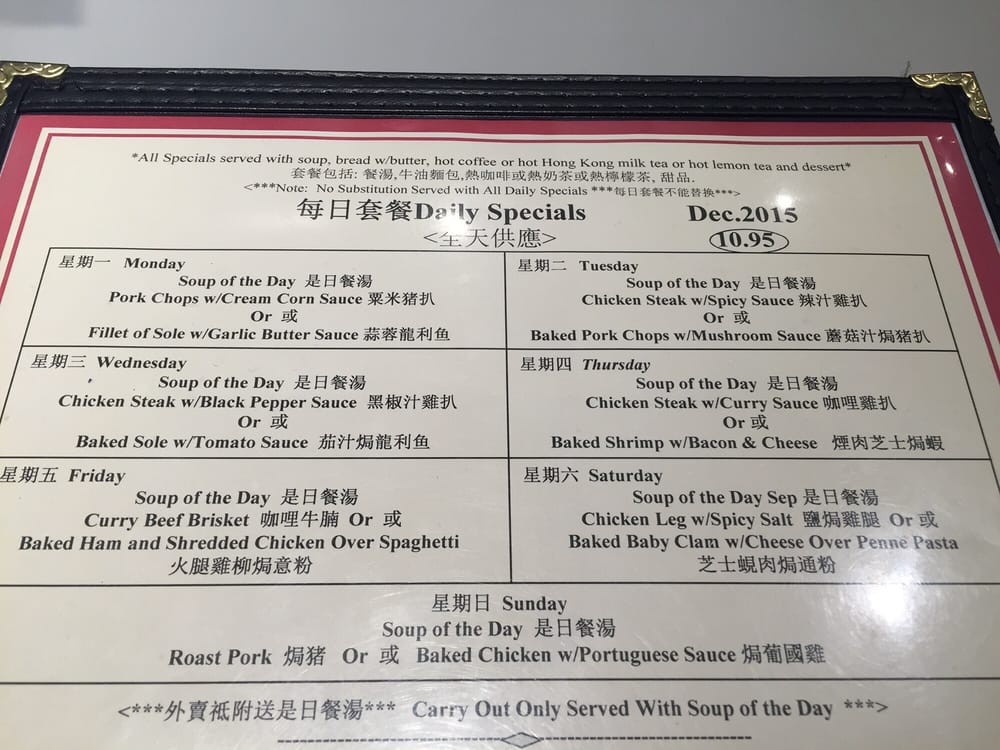 *All Specials served with soup, bread w/butter, hot coffee or hot Hong Kong milk tea or hot lemon tea and dessert*
套餐包括: 餐湯,牛油麵包,熱咖啡或熱奶茶或熱檸檬茶, 甜品.
<***Note: No Substitution Served with All Daily Specials ***每日套餐不能替換***>
每日套餐Daily Specials Dec.2015
<全天供應> 10.95
星期一 Monday
Soup of the Day 是日餐湯
Pork Chops w/Cream Corn Sauce 粟米猪扒
Or 或
Fillet of Sole w/Garlic Butter Sauce 蒜蓉龍利鱼
星期二 Tuesday
Soup of the Day 是日餐湯
Chicken Steak w/Spicy Sauce 辣汁雞扒
Or 或
Baked Pork Chops w/Mushroom Sauce 蘑菇汁焗猪扒
星期三 Wednesday
Soup of the Day 是日餐湯
Chicken Steak w/Black Pepper Sauce 黑椒汁雞扒
Or 或
Baked Sole w/Tomato Sauce 茄汁焗龍利鱼
星期四 Thursday
Soup of the Day 是日餐湯
Chicken Steak w/Curry Sauce 咖哩雞扒
Or 或
Baked Shrimp w/Bacon & Cheese 煙肉芝士焗蝦
星期五 Friday
Soup of the Day 是日餐湯
Curry Beef Brisket 咖哩牛腩 Or 或
Baked Ham and Shredded Chicken Over Spaghetti
火腿雞柳焗意粉
星期六 Saturday
Soup of the Day Sep 是日餐湯
Chicken Leg w/Spicy Salt 鹽焗雞腿 Or 或
Baked Baby Clam w/Cheese Over Penne Pasta
芝士蜆肉焗通粉
星期日 Sunday
Soup of the Day 是日餐湯
Roast Pork 焗猪 Or 或 Baked Chicken w/Portuguese Sauce 焗葡國雞
<***外賣祗附送是日餐湯*** Carry Out Only Served With Soup of the Day ***>